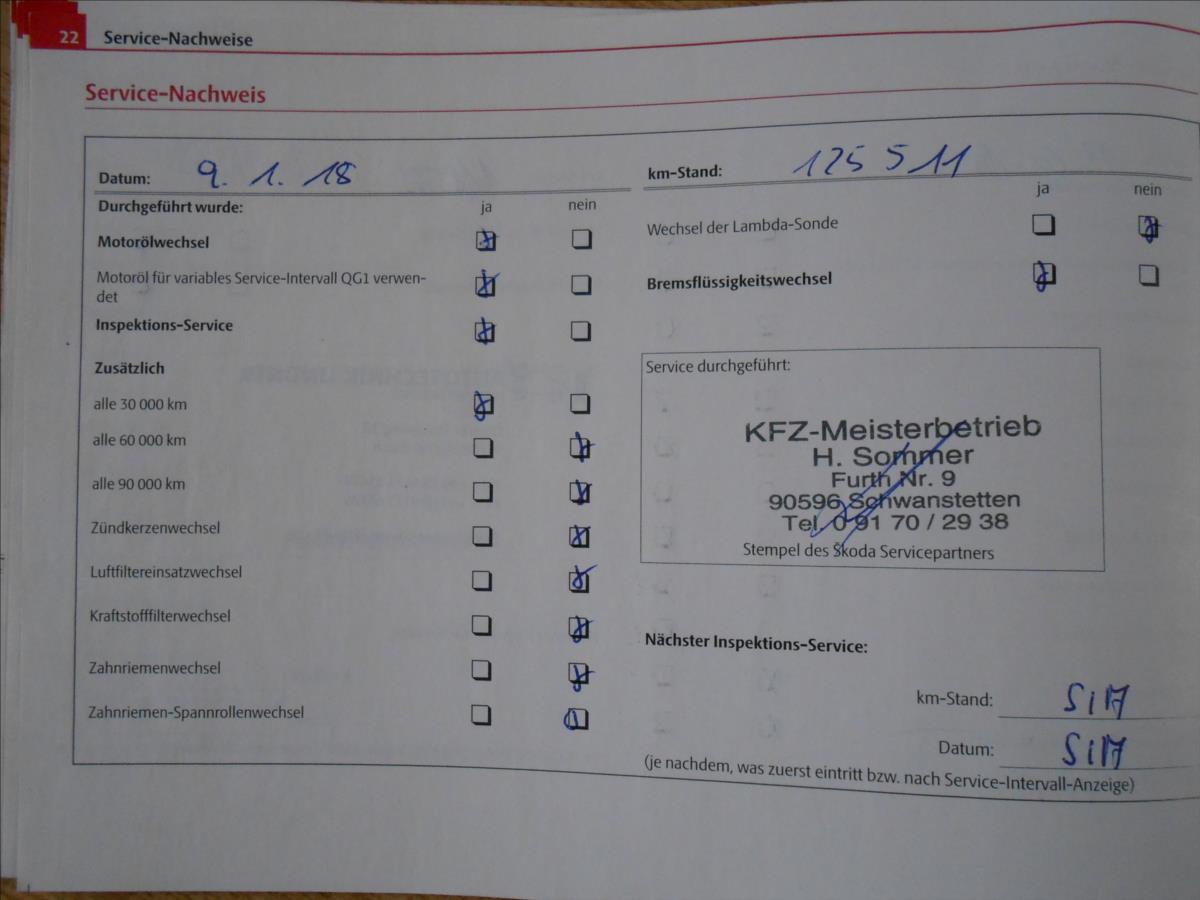 22 Service-Nachweise
Service-Nachweis
Datum: 9. 1. 18
Durchgeführt wurde: ja nein
Motorölwechsel
Motoröl für variables Service-Intervall QG1 verwen-
det
Inspektions-Service
Zusätzlich
alle 30 000 km
alle 60 000 km
alle 90 000 km
Zündkerzenwechsel
Luftfiltereinsatzwechsel
Kraftstofffilterwechsel
Zahnriemenwechsel
Zahnriemen-Spannrollenwechsel
km-Stand: 125 511
ja nein
Wechsel der Lambda-Sonde
Bremsflüssigkeitswechsel
Service durchgeführt:
KFZ-Meisterbetrieb
H. Sommer
Furth Nr. 9
90596 Schwanstetten
Tel. 0 91 70 / 29 38
Stempel des Škoda Servicepartners
Nächster Inspektions-Service:
km-Stand: SIA
Datum: SIA
(je nachdem, was zuerst eintritt bzw. nach Service-Intervall-Anzeige)